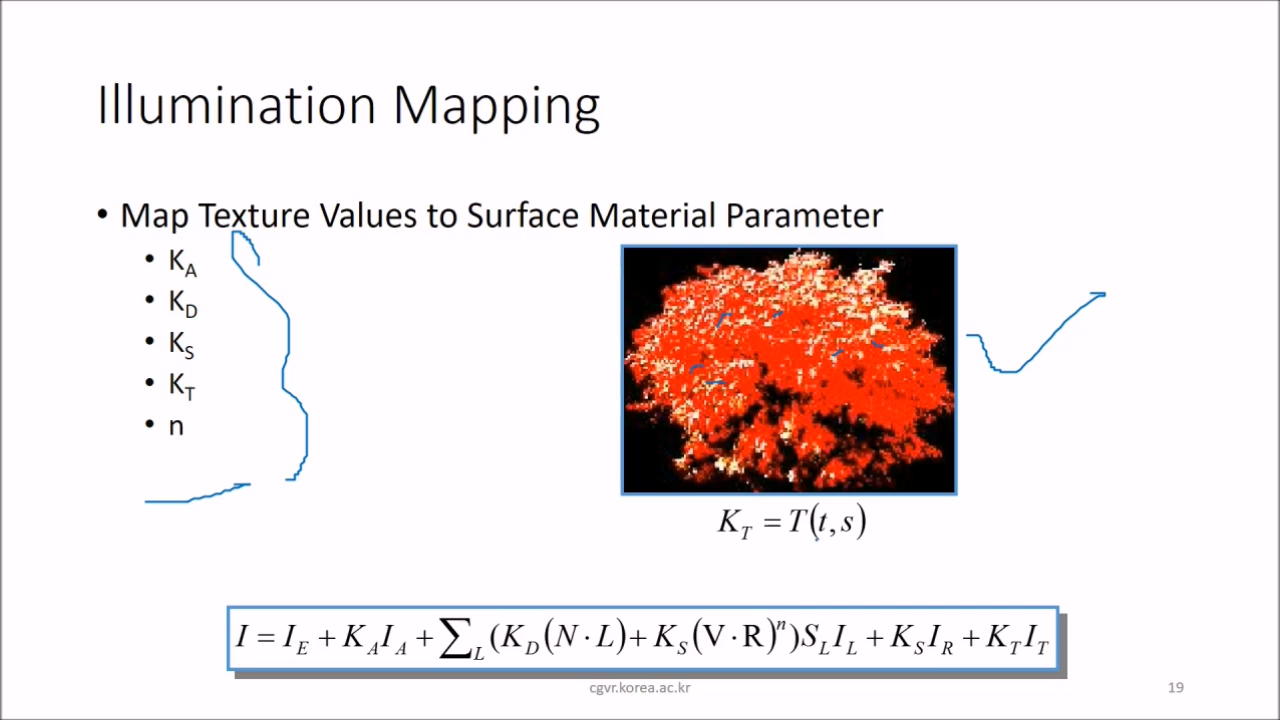 Illumination Mapping
• Map Texture Values to Surface Material Parameter
• K_A
• K_D
• K_S
• K_T
• n
K_T = T(t, s)
I = I_E + K_A I_A + ∑_L (K_D (N · L) + K_S (V · R)^n) S_L I_L + K_S I_R + K_T I_T
cgvr.korea.ac.kr
19